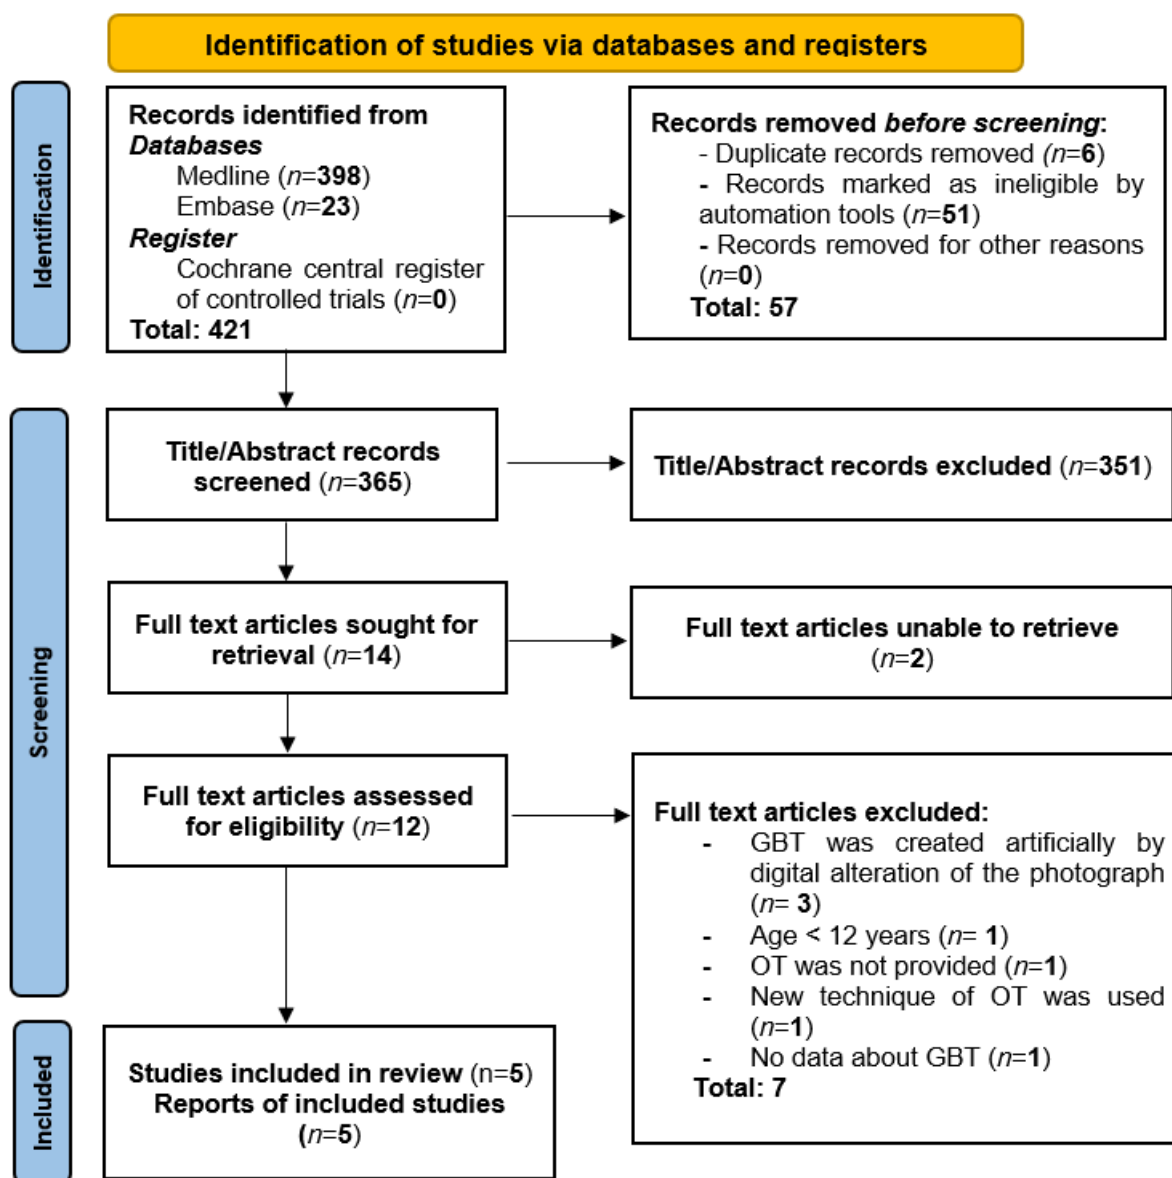 Identification of studies via databases and registers
Identification
Records identified from
Databases
Medline (n=398)
Embase (n=23)
Register
Cochrane central register
of controlled trials (n=0)
Total: 421
Records removed before screening:
- Duplicate records removed (n=6)
- Records marked as ineligible by
automation tools (n=51)
- Records removed for other reasons
(n=0)
Total: 57
Screening
Title/Abstract records
screened (n=365)
Title/Abstract records excluded (n=351)
Full text articles sought for
retrieval (n=14)
Full text articles unable to retrieve
(n=2)
Full text articles assessed
for eligibility (n=12)
Full text articles excluded:
- GBT was created artificially by
digital alteration of the photograph
(n= 3)
- Age < 12 years (n= 1)
- OT was not provided (n=1)
- New technique of OT was used
(n=1)
- No data about GBT (n=1)
Total: 7
Included
Studies included in review (n=5)
Reports of included studies
(n=5)